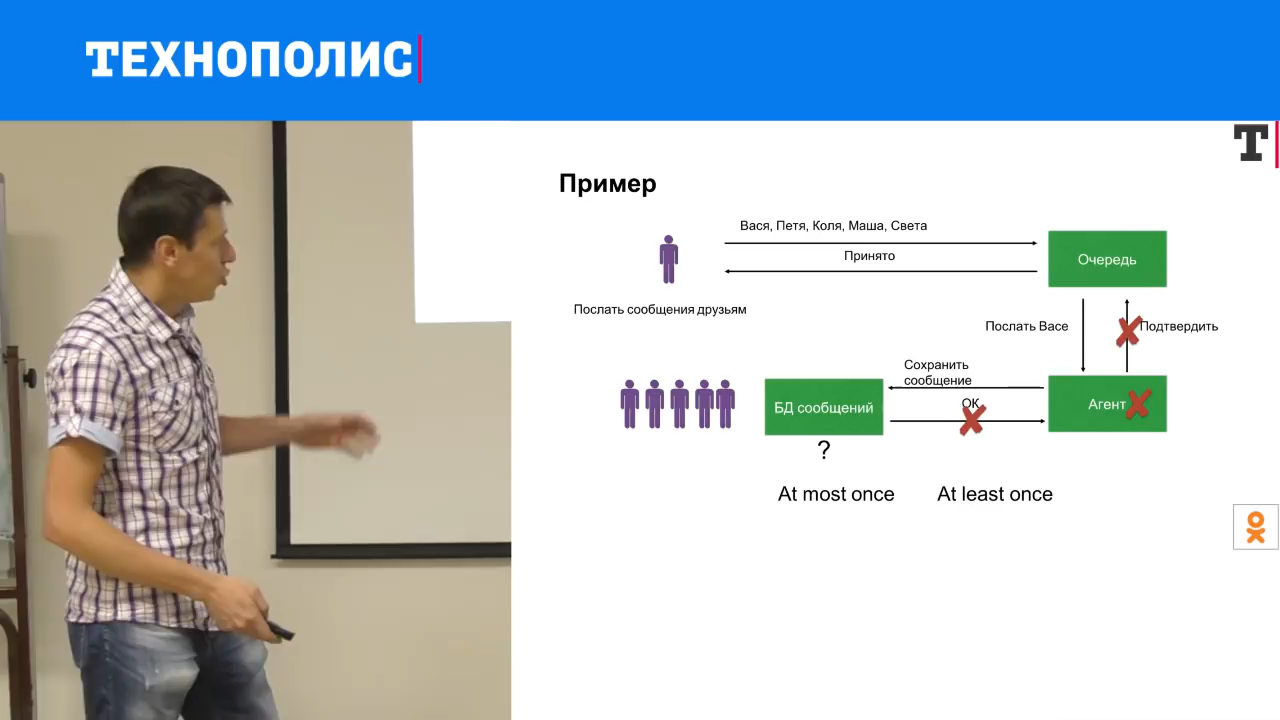 ТЕХНОПОЛИС
Т
Пример
Вася, Петя, Коля, Маша, Света
Принято
Очередь
Послать сообщения друзьям
Послать Васе
Подтвердить
Сохранить
сообщение
ОК
БД сообщений
Агент
?
At most once
At least once